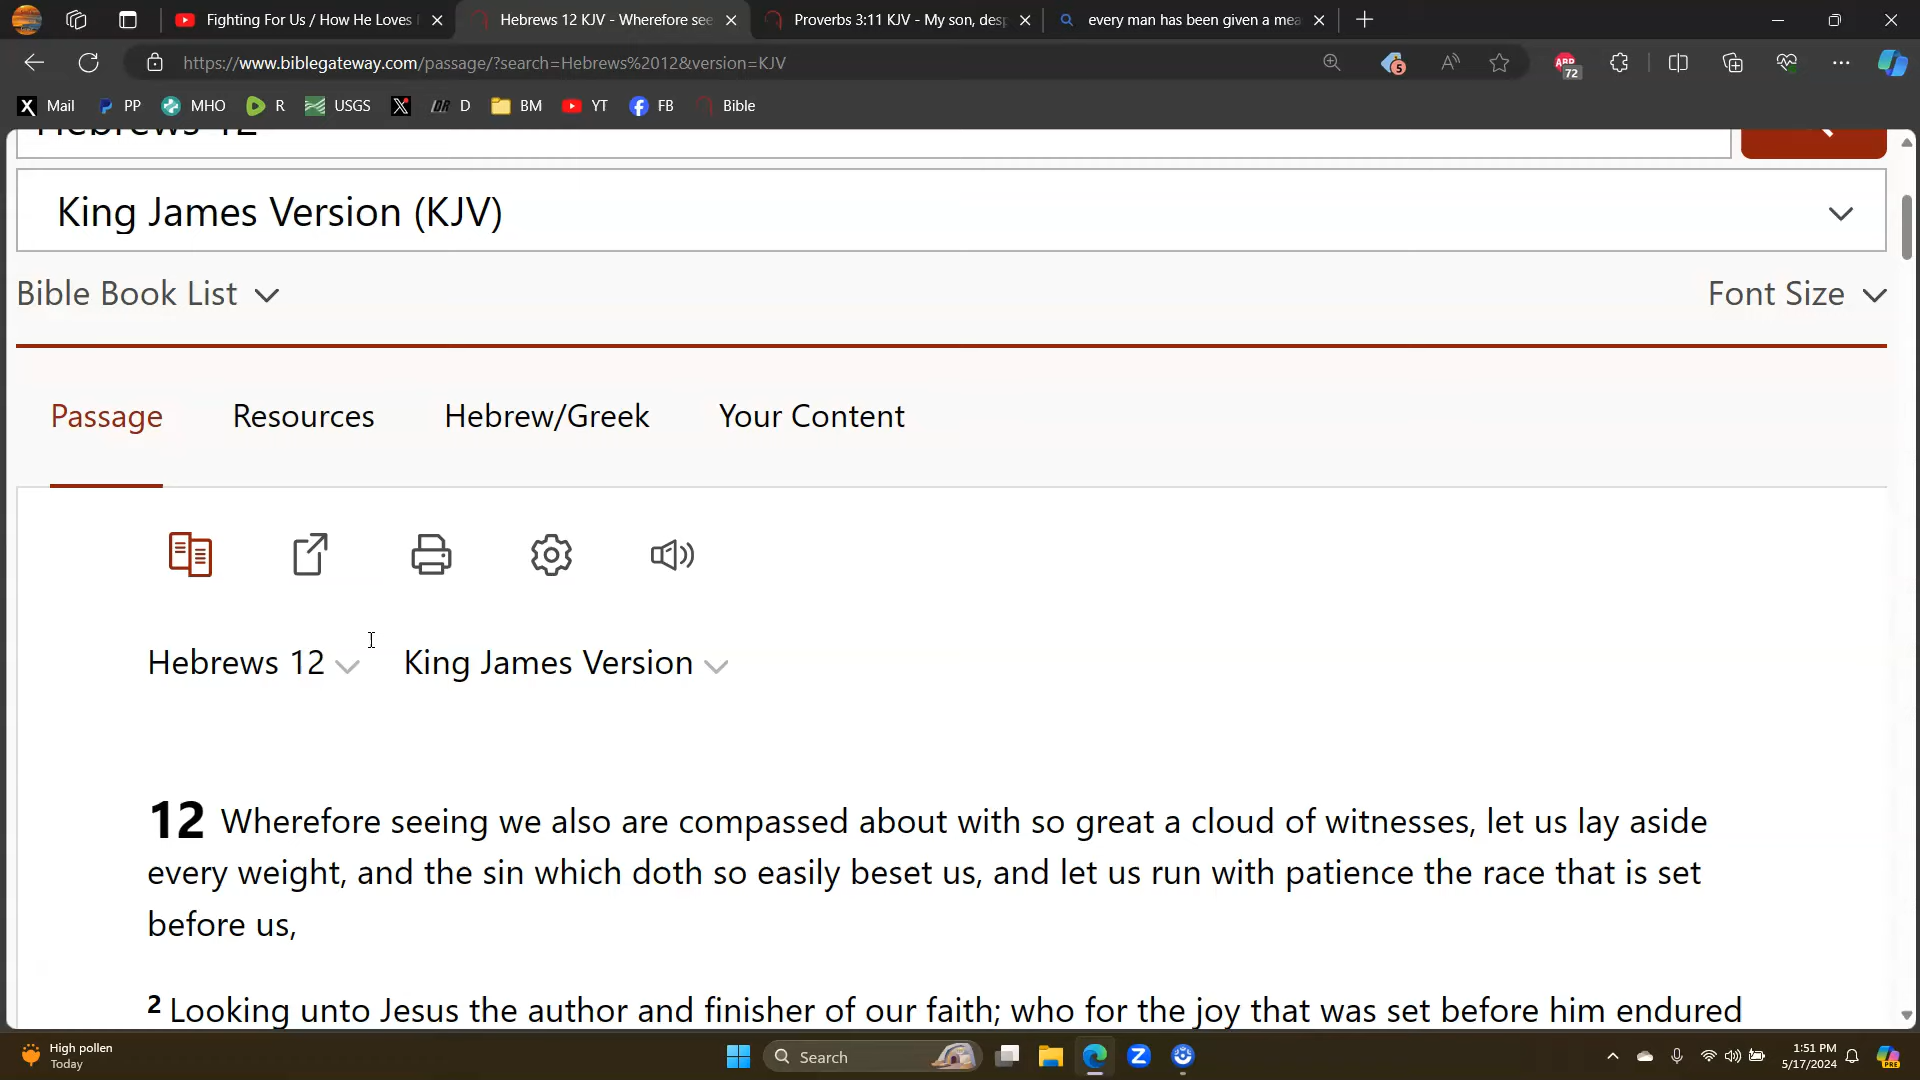 Fighting For Us / How He Loves
Hebrews 12 KJV - Wherefore see
Proverbs 3:11 KJV - My son, desp
every man has been given a mea
https://www.biblegateway.com/passage/?search=Hebrews%2012&version=KJV
5
ABP
72
Mail
PP
MHO
R
USGS
DR
D
BM
YT
FB
Bible
Hebrews 12
King James Version (KJV)
Bible Book List
Font Size
Passage
Resources
Hebrew/Greek
Your Content
Hebrews 12
King James Version
12 Wherefore seeing we also are compassed about with so great a cloud of witnesses, let us lay aside
every weight, and the sin which doth so easily beset us, and let us run with patience the race that is set
before us,
2 Looking unto Jesus the author and finisher of our faith; who for the joy that was set before him endured
High pollen
Today
Search
Z
1:51 PM
5/17/2024
PRE